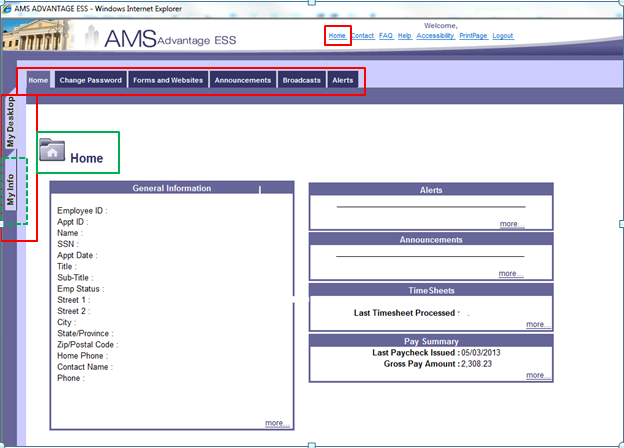 AMS ADVANTAGE ESS - Windows Internet Explorer
AMS Advantage ESS
Welcome,
Home Contact FAQ Help Accessibility PrintPage Logout
Home Change Password Forms and Websites Announcements Broadcasts Alerts
My Desktop
My Info
Home
General Information
Employee ID :
Appt ID :
Name :
SSN :
Appt Date :
Title :
Sub-Title :
Emp Status :
Street 1 :
Street 2 :
City :
State/Province :
Zip/Postal Code :
Home Phone :
Contact Name :
Phone :
more...
Alerts
more...
Announcements
more...
TimeSheets
Last Timesheet Processed :
more...
Pay Summary
Last Paycheck Issued : 05/03/2013
Gross Pay Amount : 2,308.23
more...